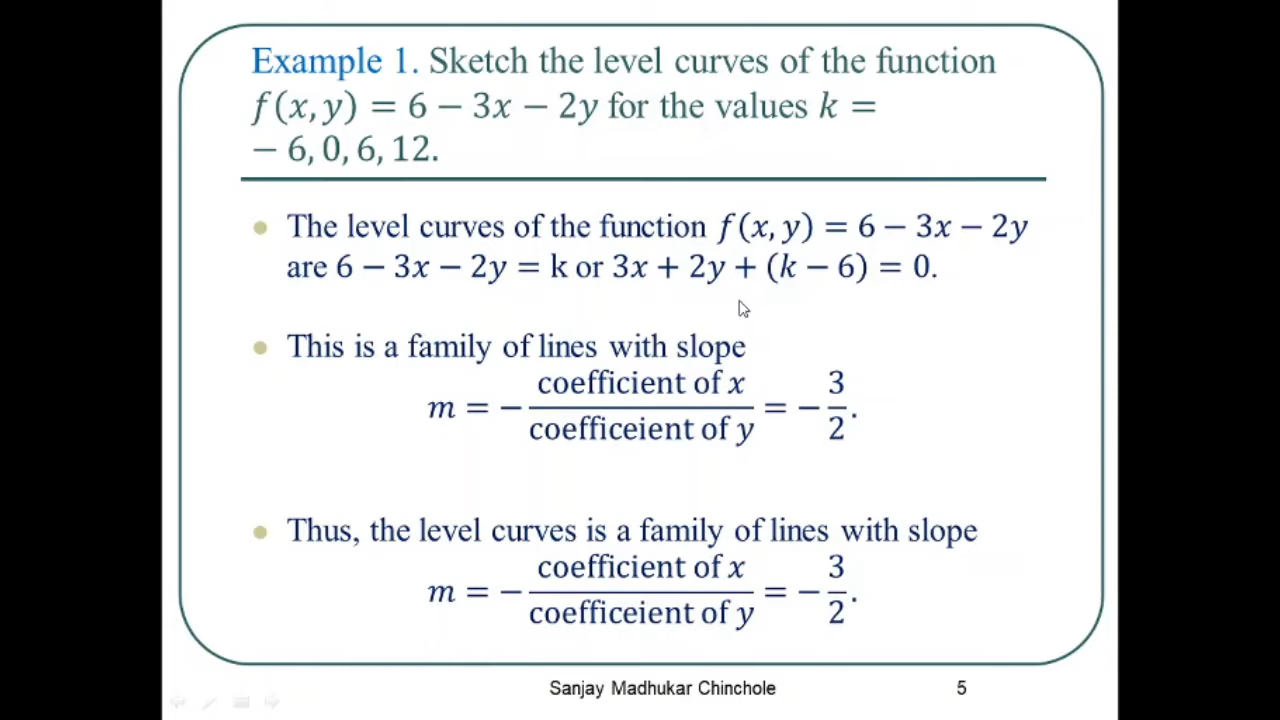 Example 1. Sketch the level curves of the function
𝑓(𝑥, 𝑦) = 6 − 3𝑥 − 2𝑦 for the values 𝑘 =
− 6, 0, 6, 12.
The level curves of the function 𝑓(𝑥, 𝑦) = 6 − 3𝑥 − 2𝑦
are 6 − 3𝑥 − 2𝑦 = k or 3𝑥 + 2𝑦 + (𝑘 − 6) = 0.
This is a family of lines with slope
𝑚 = − coefficient of 𝑥 / coefficeient of 𝑦 = − 3/2.
Thus, the level curves is a family of lines with slope
𝑚 = − coefficient of 𝑥 / coefficeient of 𝑦 = − 3/2.
Sanjay Madhukar Chinchole 5